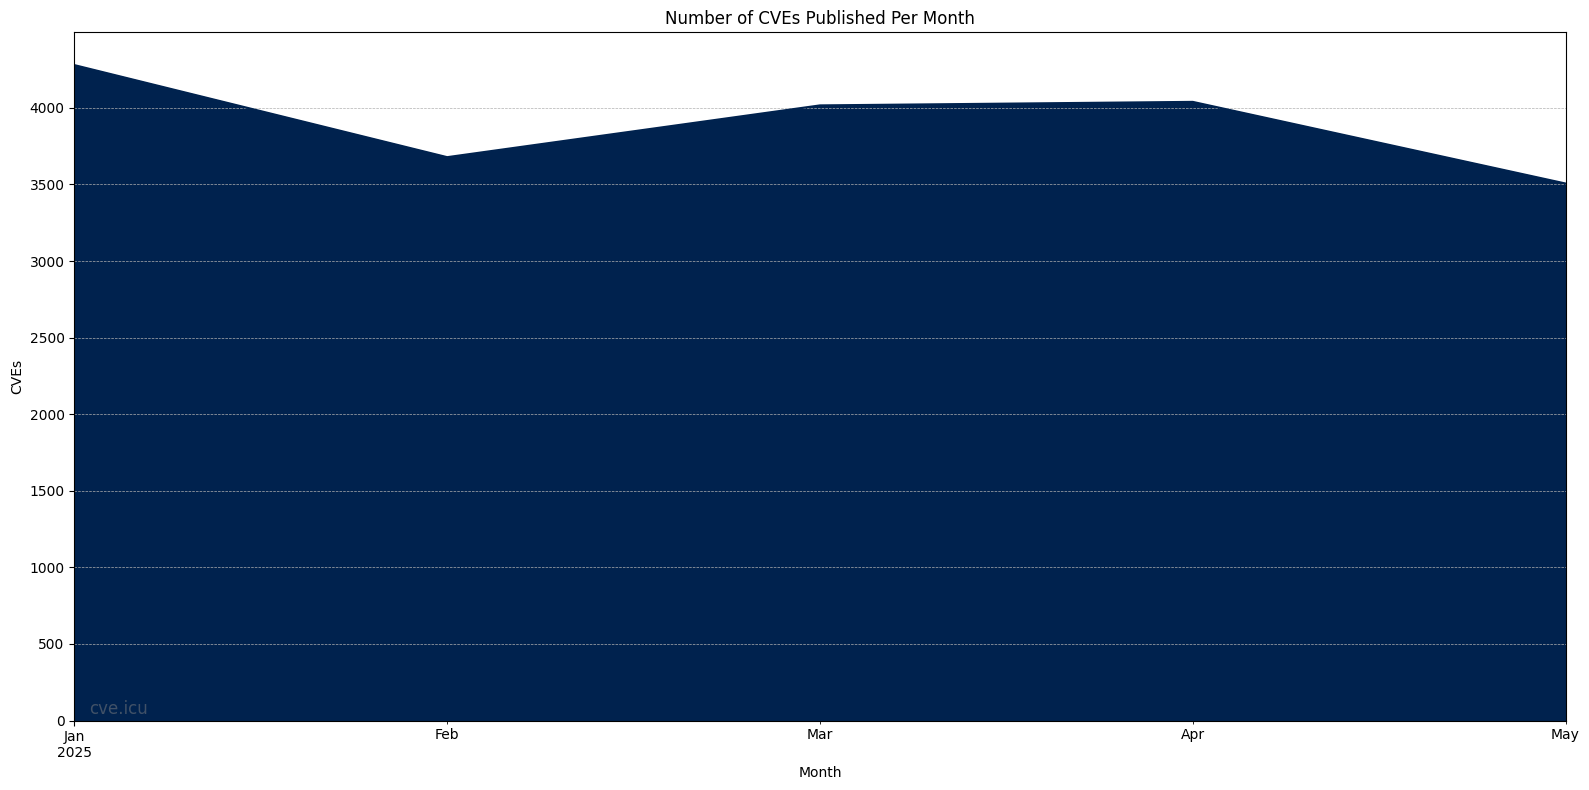 Number of CVEs Published Per Month
4000
3500
3000
2500
2000
1500
1000
500
0
CVEs
cve.icu
Jan
2025
Feb
Mar
Apr
May
Month